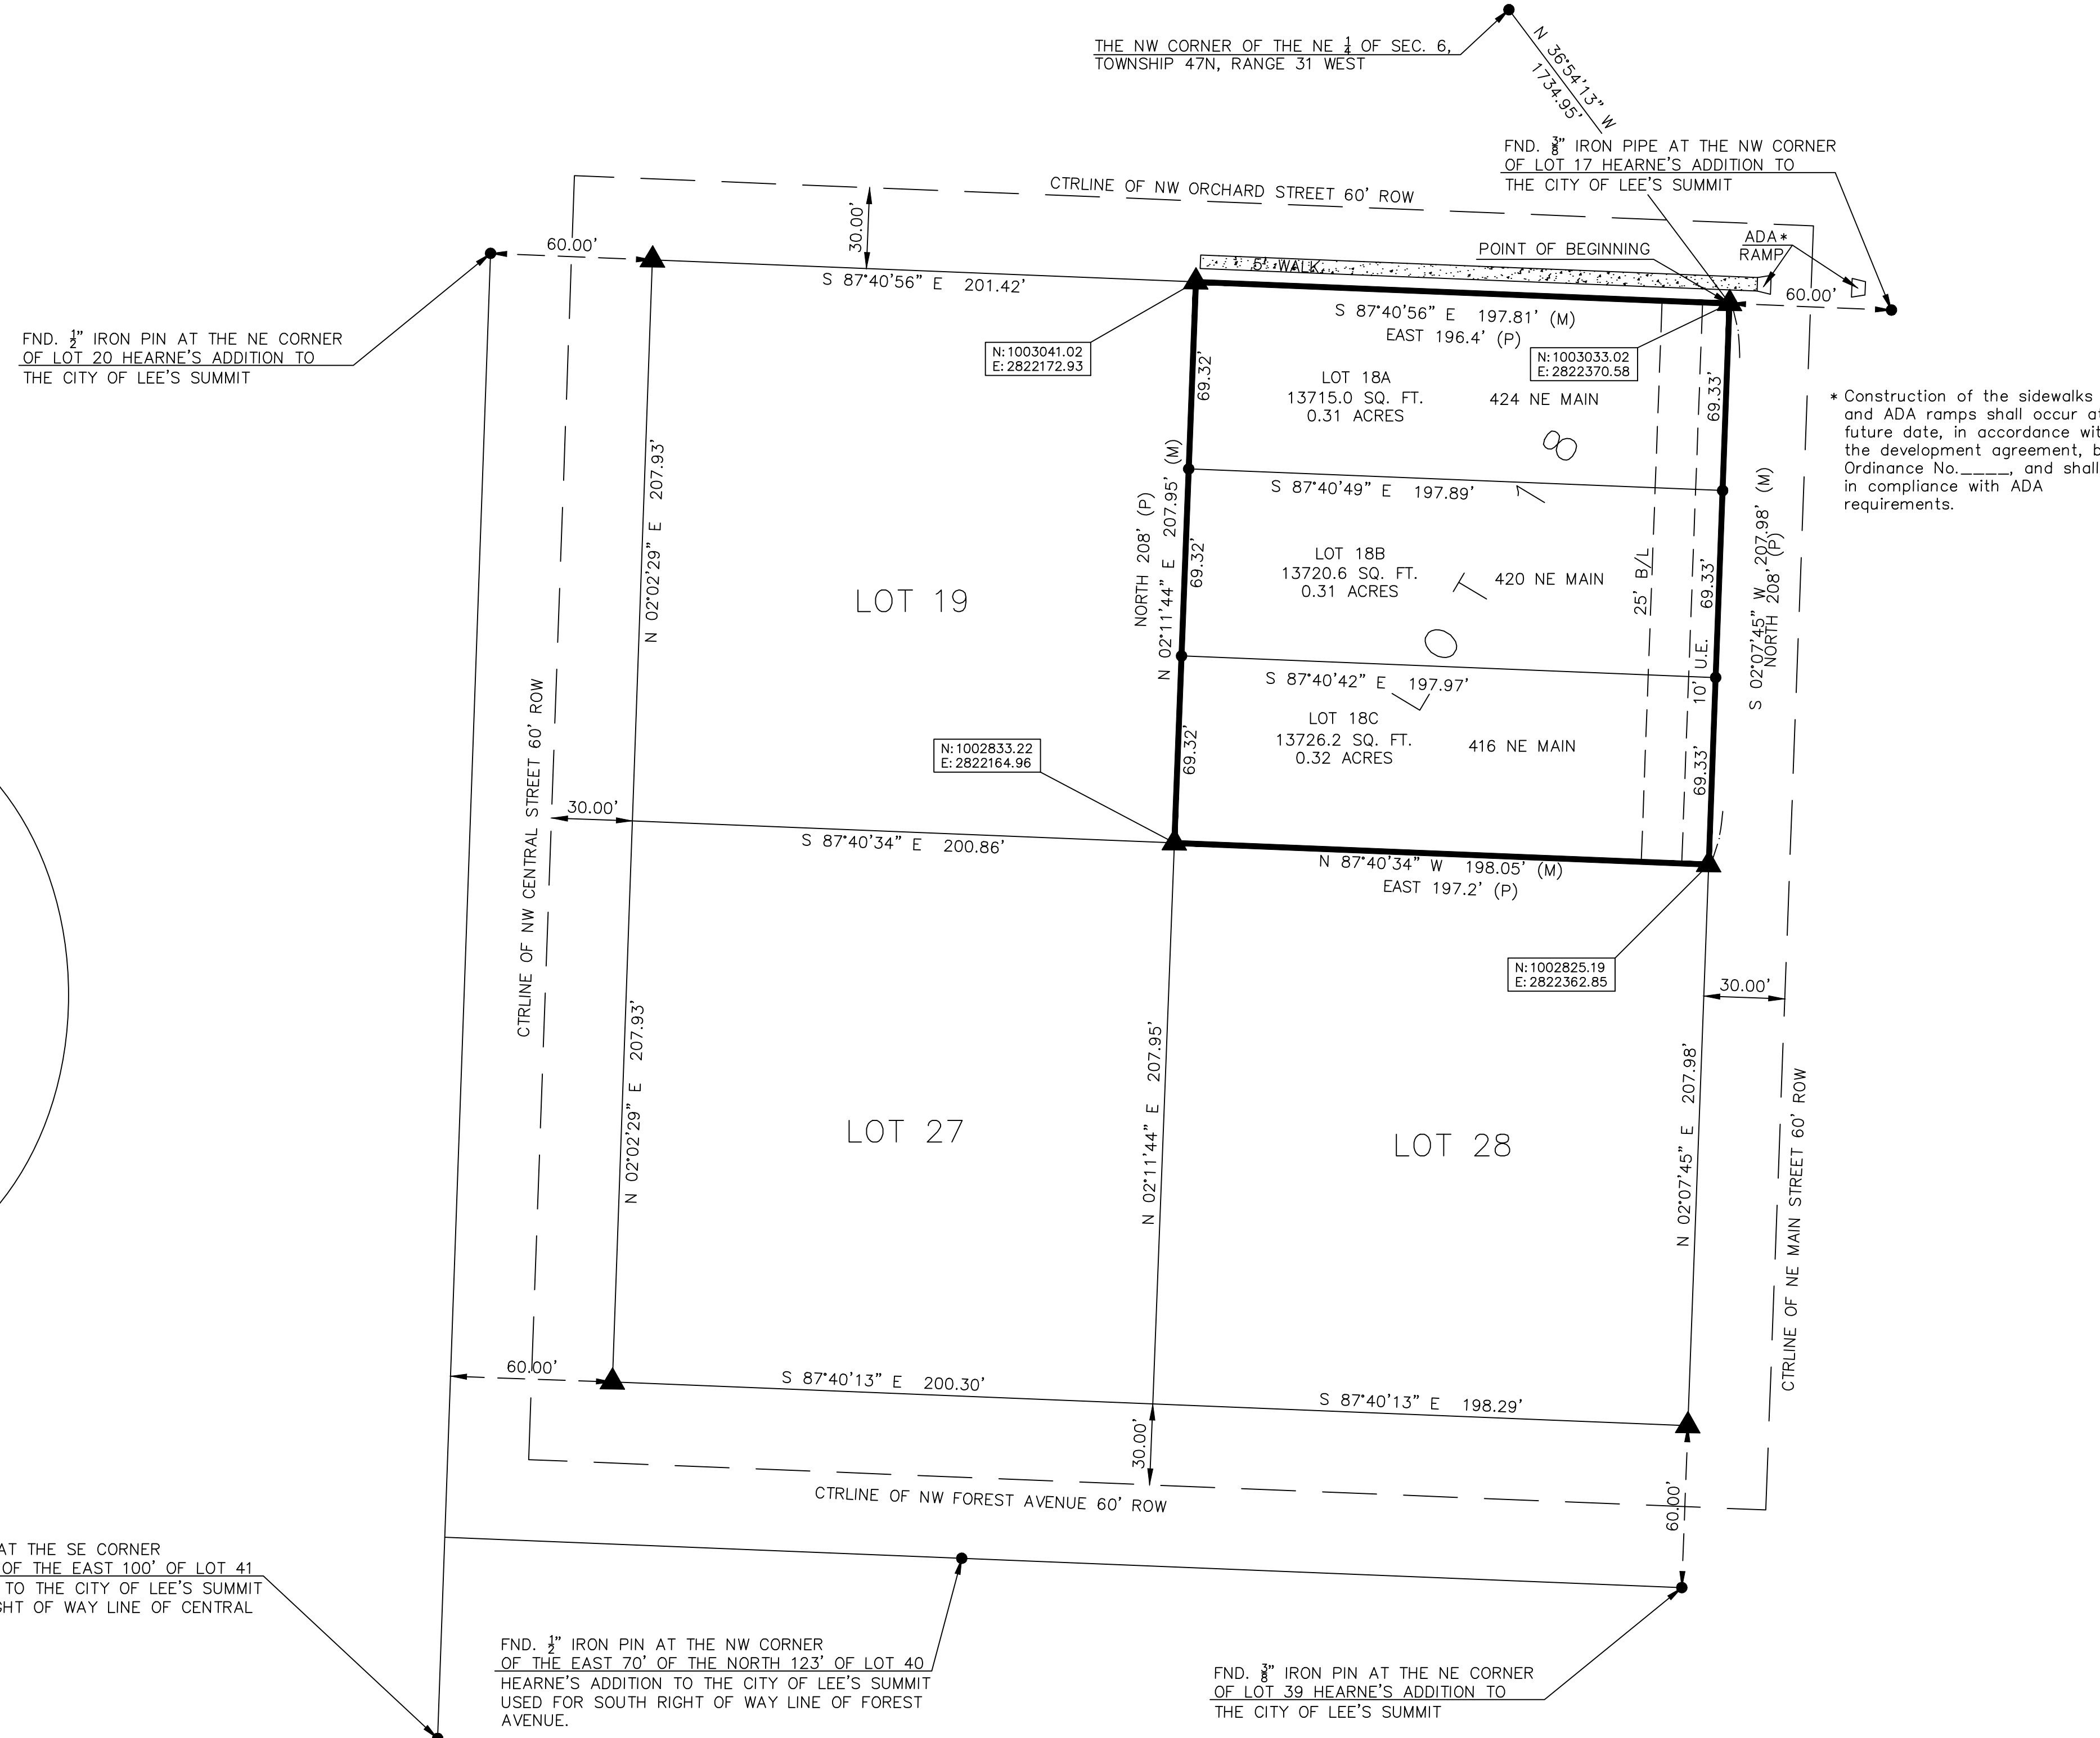 THE NW CORNER OF THE NE 1/4 OF SEC. 6,
TOWNSHIP 47N, RANGE 31 WEST
N 36°54'13" W
1734.95'
FND. 3/8" IRON PIPE AT THE NW CORNER
OF LOT 17 HEARNE'S ADDITION TO
THE CITY OF LEE'S SUMMIT
CTRLINE OF NW ORCHARD STREET 60' ROW
30.00'
60.00'
POINT OF BEGINNING
ADA*
RAMP
5' WALK
60.00'
S 87°40'56" E 201.42'
S 87°40'56" E 197.81' (M)
EAST 196.4' (P)
FND. 1/2" IRON PIN AT THE NE CORNER
OF LOT 20 HEARNE'S ADDITION TO
THE CITY OF LEE'S SUMMIT
N:1003041.02
E:2822172.93
N:1003033.02
E:2822370.58
69.32'
LOT 18A
13715.0 SQ. FT.
0.31 ACRES
424 NE MAIN
69.33'
* Construction of the sidewalks
and ADA ramps shall occur at
future date, in accordance wit
the development agreement, b
Ordinance No.____, and shall
in compliance with ADA
requirements.
N 02°02'29" E 207.93'
S 87°40'49" E 197.89'
LOT 19
NORTH 208' (P)
N 02°11'44" E 207.95' (M)
69.32'
LOT 18B
13720.6 SQ. FT.
0.31 ACRES
420 NE MAIN
LOT 18
25' B/L
10' U.E.
69.33'
S 02°07'45" W 207.98' (M)
NORTH 208' (P)
S 87°40'42" E 197.97'
69.32'
LOT 18C
13726.2 SQ. FT.
0.32 ACRES
416 NE MAIN
69.33'
N:1002833.22
E:2822164.96
CTRLINE OF NW CENTRAL STREET 60' ROW
30.00'
S 87°40'34" E 200.86'
N 87°40'34" W 198.05' (M)
EAST 197.2' (P)
N:1002825.19
E:2822362.85
30.00'
N 02°02'29" E 207.93'
LOT 27
N 02°11'44" E 207.95'
LOT 28
N 02°07'45" E 207.98'
CTRLINE OF NE MAIN STREET 60' ROW
60.00'
S 87°40'13" E 200.30'
S 87°40'13" E 198.29'
30.00'
CTRLINE OF NW FOREST AVENUE 60' ROW
60.00'
AT THE SE CORNER
OF THE EAST 100' OF LOT 41
TO THE CITY OF LEE'S SUMMIT
GHT OF WAY LINE OF CENTRAL
FND. 1/2" IRON PIN AT THE NW CORNER
OF THE EAST 70' OF THE NORTH 123' OF LOT 40
HEARNE'S ADDITION TO THE CITY OF LEE'S SUMMIT
USED FOR SOUTH RIGHT OF WAY LINE OF FOREST
AVENUE.
FND. 3/8" IRON PIN AT THE NE CORNER
OF LOT 39 HEARNE'S ADDITION TO
THE CITY OF LEE'S SUMMIT